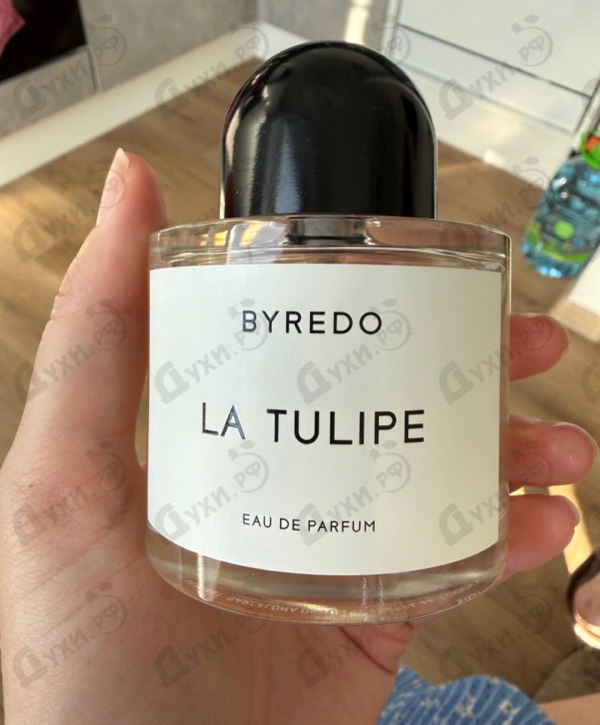 BYREDO
LA TULIPE
EAU DE PARFUM
Духи.РФ